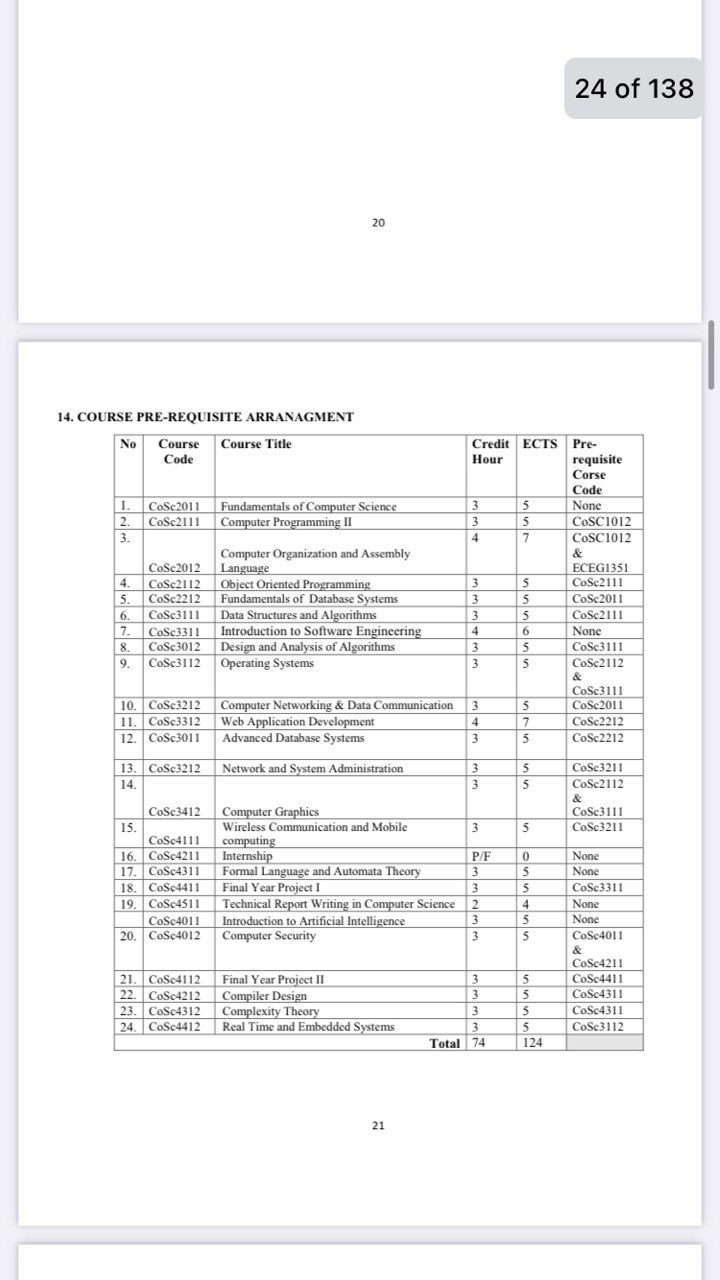 24 of 138
20
14. COURSE PRE-REQUISITE ARRANAGMENT
No Course Code Course Title Credit Hour ECTS Pre-requisite Corse Code
1. CoSc2011 Fundamentals of Computer Science 3 5 None
2. CoSc2111 Computer Programming II 3 5 CoSC1012
3. CoSc2012 Computer Organization and Assembly Language 4 7 CoSC1012 & ECEG1351
4. CoSc2112 Object Oriented Programming 3 5 CoSc2111
5. CoSc2212 Fundamentals of Database Systems 3 5 CoSc2011
6. CoSc3111 Data Structures and Algorithms 3 5 CoSc2111
7. CoSc3311 Introduction to Software Engineering 4 6 None
8. CoSc3012 Design and Analysis of Algorithms 3 5 CoSc3111
9. CoSc3112 Operating Systems 3 5 CoSc2112 & CoSc3111
10. CoSc3212 Computer Networking & Data Communication 3 5 CoSc2011
11. CoSc3312 Web Application Development 4 7 CoSc2212
12. CoSc3011 Advanced Database Systems 3 5 CoSc2212
13. CoSc3212 Network and System Administration 3 5 CoSc3211
14. CoSc3412 Computer Graphics 3 5 CoSc2112 & CoSc3111
15. CoSc4111 Wireless Communication and Mobile computing 3 5 CoSc3211
16. CoSc4211 Internship P/F 0 None
17. CoSc4311 Formal Language and Automata Theory 3 5 None
18. CoSc4411 Final Year Project I 3 5 CoSc3311
19. CoSc4511 Technical Report Writing in Computer Science 2 4 None
CoSc4011 Introduction to Artificial Intelligence 3 5 None
20. CoSc4012 Computer Security 3 5 CoSc4011 & CoSc4211
21. CoSc4112 Final Year Project II 3 5 CoSc4411
22. CoSc4212 Compiler Design 3 5 CoSc4311
23. CoSc4312 Complexity Theory 3 5 CoSc4311
24. CoSc4412 Real Time and Embedded Systems 3 5 CoSc3112
Total 74 124
21